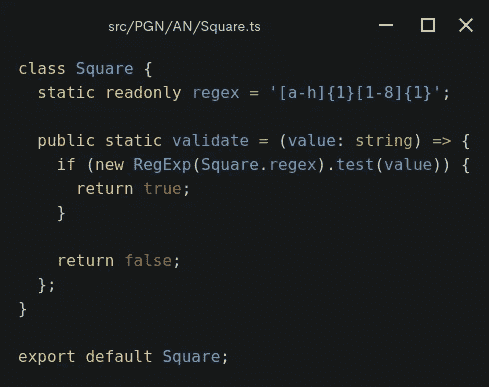 src/PGN/AN/Square.ts
class Square {
  static readonly regex = '[a-h]{1}[1-8]{1}';

  public static validate = (value: string) => {
    if (new RegExp(Square.regex).test(value)) {
      return true;
    }

    return false;
  };
}

export default Square;